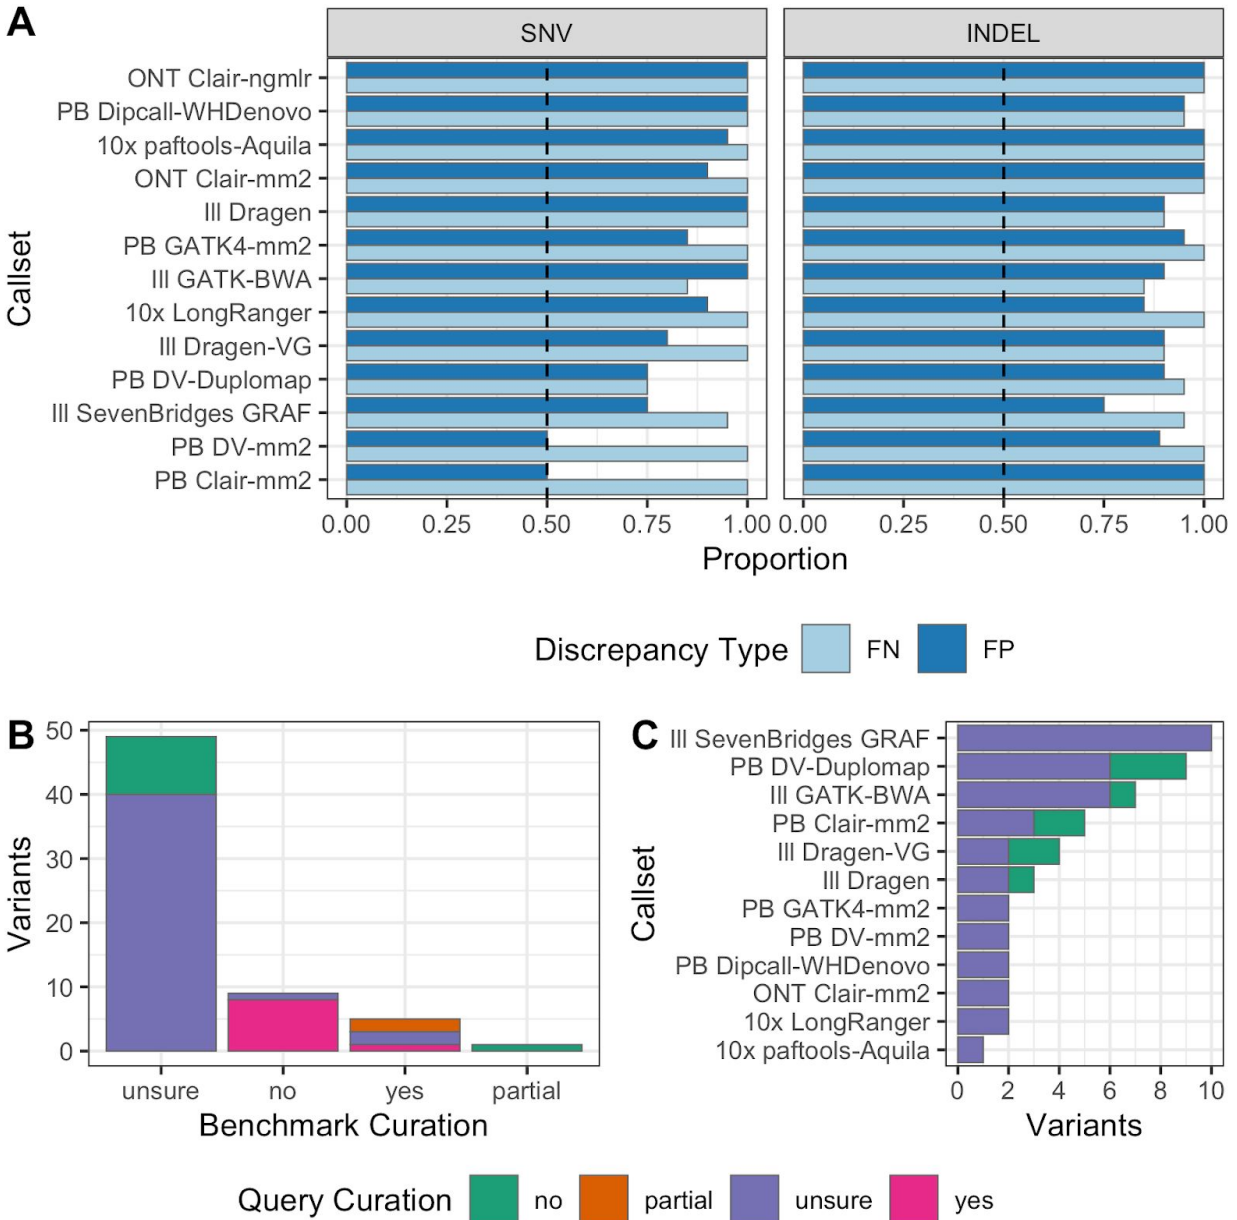 A
SNV INDEL
Callset
ONT Clair-ngmlr
PB Dipcall-WHDenovo
10x paftools-Aquila
ONT Clair-mm2
Ill Dragen
PB GATK4-mm2
Ill GATK-BWA
10x LongRanger
Ill Dragen-VG
PB DV-Duplomap
Ill SevenBridges GRAF
PB DV-mm2
PB Clair-mm2
0.00 0.25 0.50 0.75 1.00 0.00 0.25 0.50 0.75 1.00
Proportion
Discrepancy Type FN FP
B
Variants
50
40
30
20
10
0
unsure no yes partial
Benchmark Curation
C
Callset
Ill SevenBridges GRAF
PB DV-Duplomap
Ill GATK-BWA
PB Clair-mm2
Ill Dragen-VG
Ill Dragen
PB GATK4-mm2
PB DV-mm2
PB Dipcall-WHDenovo
ONT Clair-mm2
10x LongRanger
10x paftools-Aquila
0 2 4 6 8 10
Variants
Query Curation no partial unsure yes